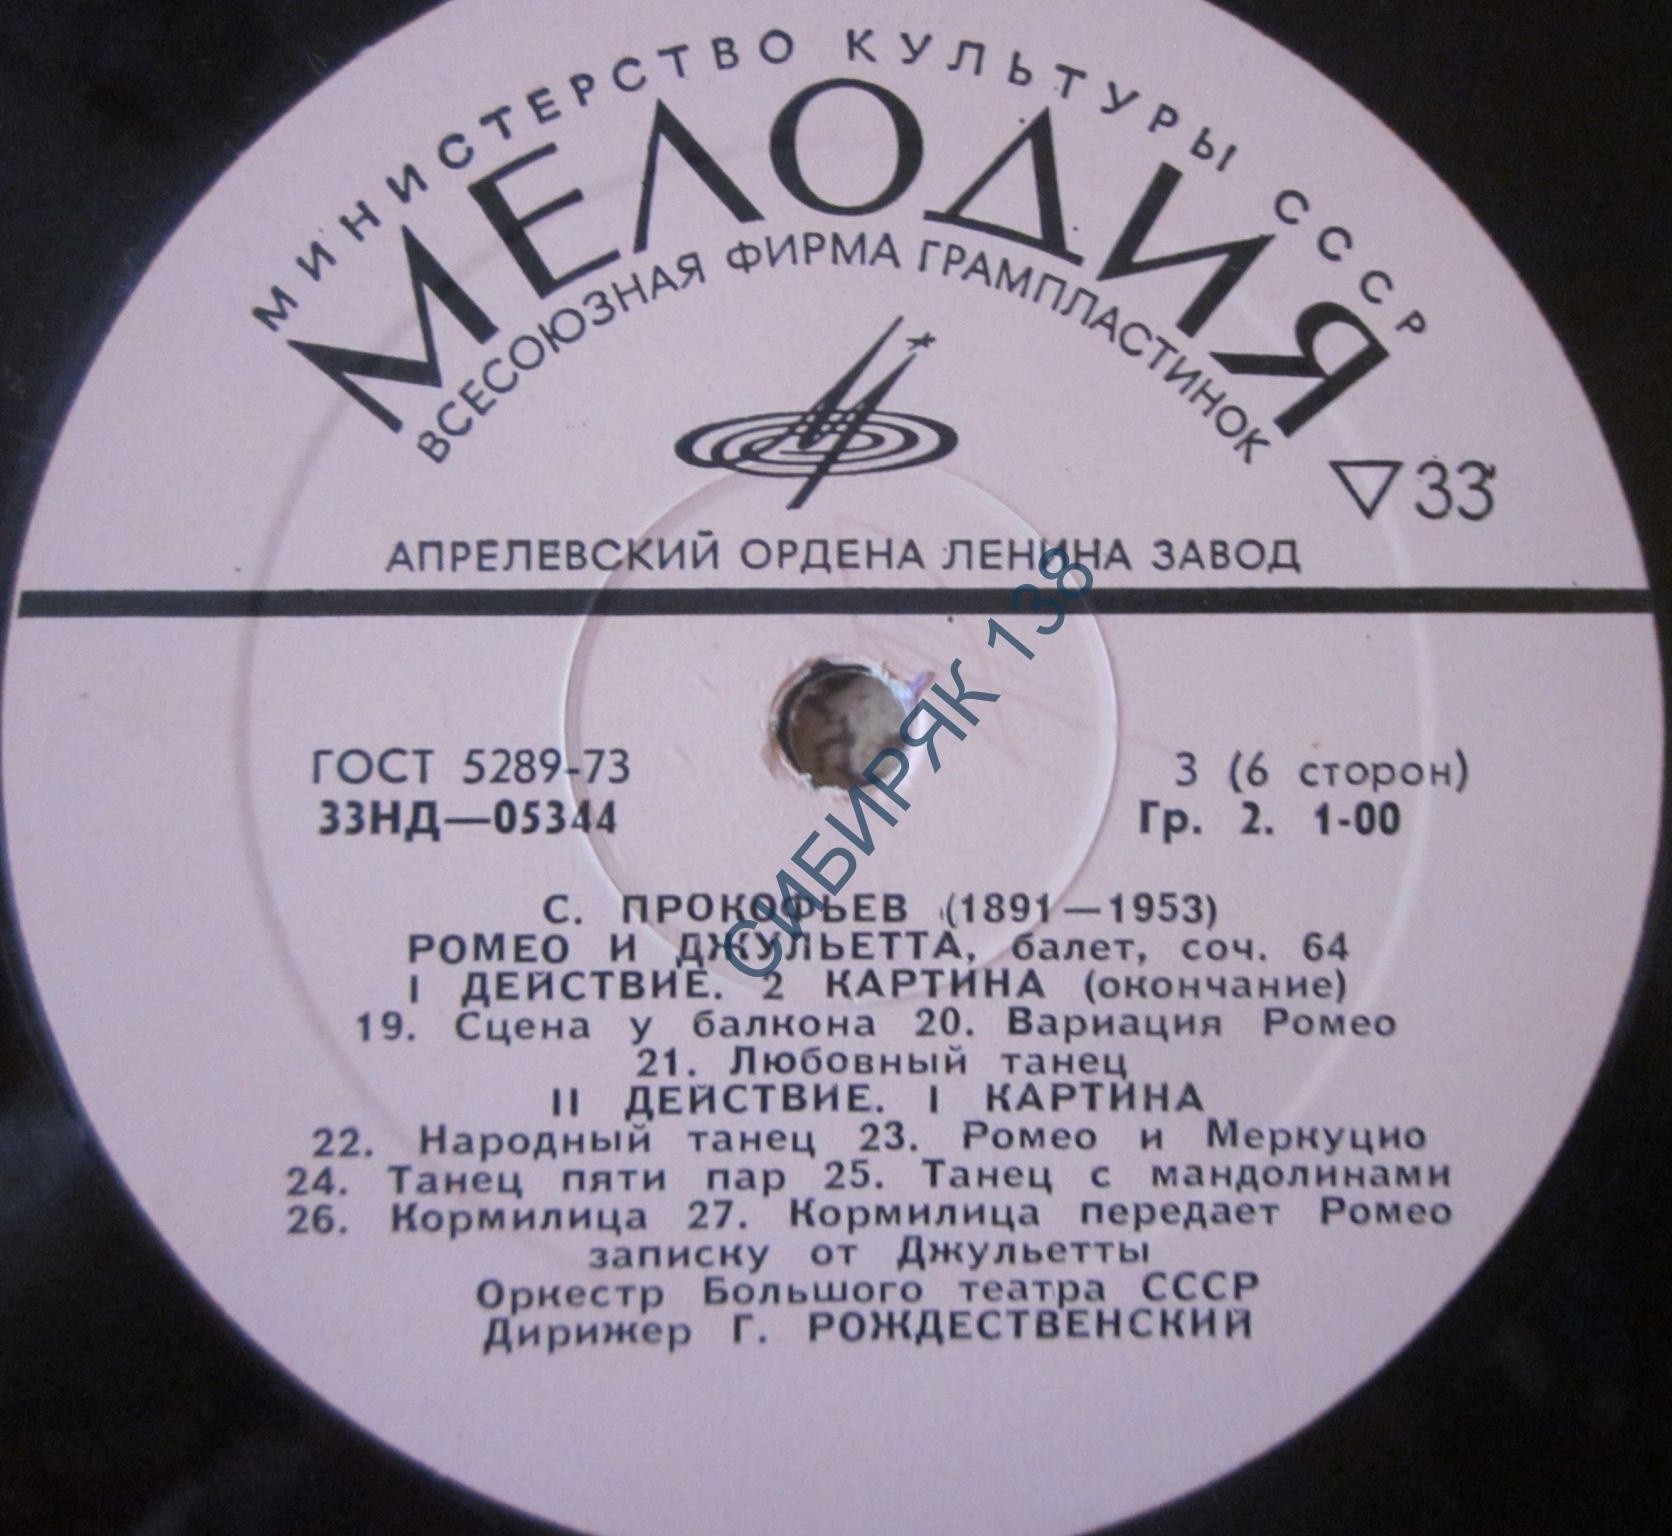 МИНИСТЕРСТВО КУЛЬТУРЫ СССР
МЕЛОДИЯ
ВСЕСОЮЗНАЯ ФИРМА ГРАМПЛАСТИНОК
▽33
АПРЕЛЕВСКИЙ ОРДЕНА ЛЕНИНА ЗАВОД
СИБИРЯК 138
ГОСТ 5289-73
3 (6 сторон)
33НД—05344
Гр. 2. 1-00
С. ПРОКОФЬЕВ (1891—1953)
РОМЕО И ДЖУЛЬЕТТА, балет, соч. 64
I ДЕЙСТВИЕ. 2 КАРТИНА (окончание)
19. Сцена у балкона 20. Вариация Ромео
21. Любовный танец
II ДЕЙСТВИЕ. I КАРТИНА
22. Народный танец 23. Ромео и Меркуцио
24. Танец пяти пар 25. Танец с мандолинами
26. Кормилица 27. Кормилица передает Ромео
записку от Джульетты
Оркестр Большого театра СССР
Дирижер Г. РОЖДЕСТВЕНСКИЙ